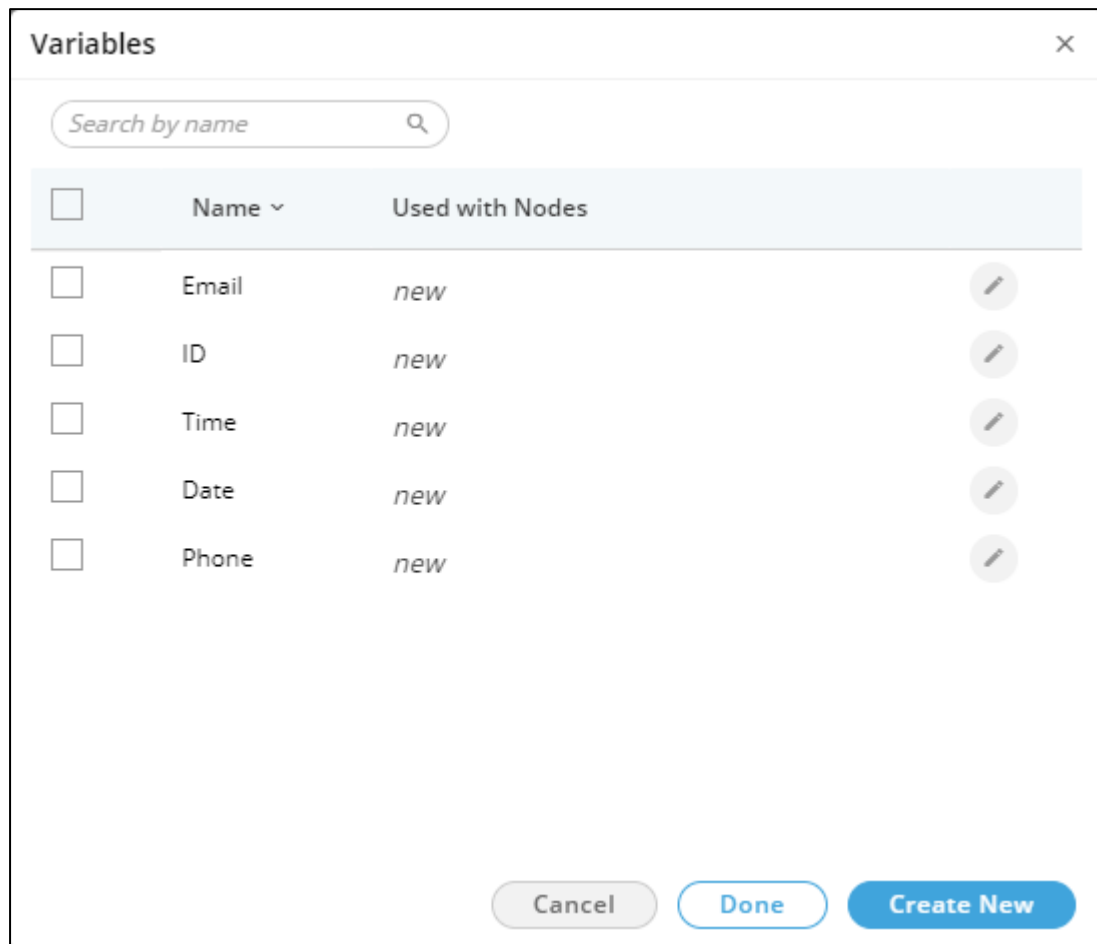 Variables
Search by name
Name Used with Nodes
Email new
ID new
Time new
Date new
Phone new
Cancel Done Create New